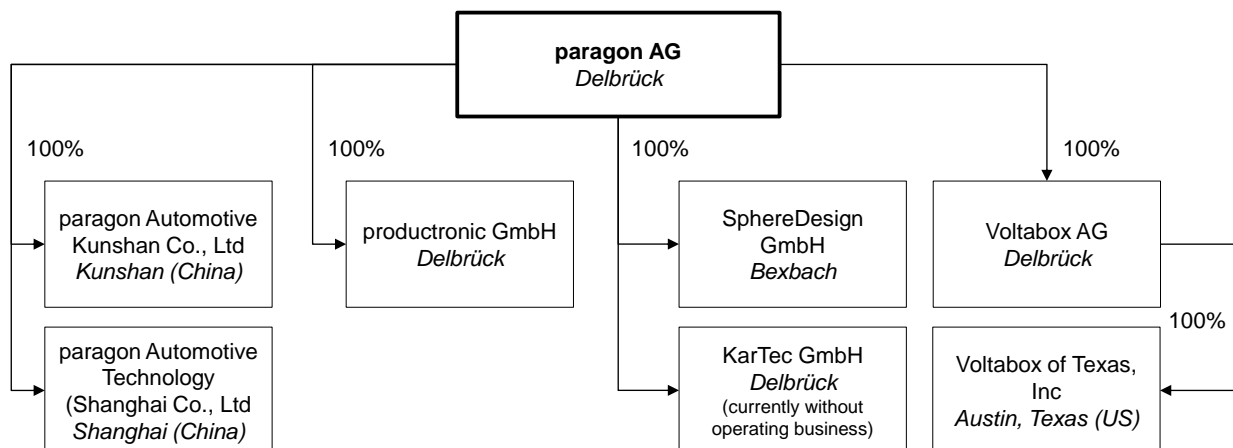 paragon AG
Delbrück
100%
100%
100%
100%
paragon Automotive
Kunshan Co., Ltd
Kunshan (China)
productronic GmbH
Delbrück
SphereDesign
GmbH
Bexbach
Voltabox AG
Delbrück
100%
paragon Automotive
Technology
(Shanghai Co., Ltd
Shanghai (China)
KarTec GmbH
Delbrück
(currently without
operating business)
Voltabox of Texas,
Inc
Austin, Texas (US)